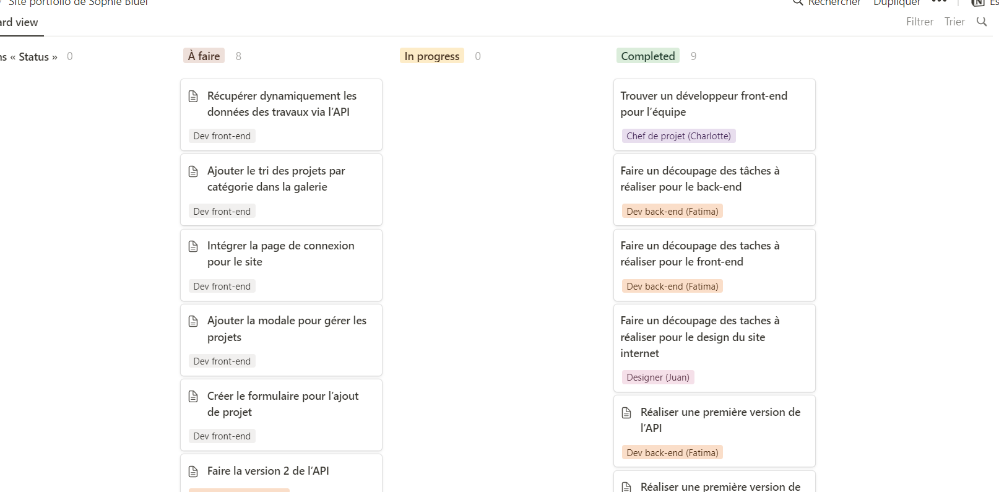 / Site portfolio de Sophie Bluel
Rechercher Dupliquer ••• Es
ard view
Filtrer Trier
ns « Status » 0
À faire 8
In progress 0
Completed 9
Récupérer dynamiquement les
données des travaux via l’API
Dev front-end
Ajouter le tri des projets par
catégorie dans la galerie
Dev front-end
Intégrer la page de connexion
pour le site
Dev front-end
Ajouter la modale pour gérer les
projets
Dev front-end
Créer le formulaire pour l’ajout
de projet
Dev front-end
Faire la version 2 de l’API
Trouver un développeur front-end
pour l’équipe
Chef de projet (Charlotte)
Faire un découpage des tâches à
réaliser pour le back-end
Dev back-end (Fatima)
Faire un découpage des taches à
réaliser pour le front-end
Dev back-end (Fatima)
Faire un découpage des taches à
réaliser pour le design du site
internet
Designer (Juan)
Réaliser une première version de
l’API
Dev back-end (Fatima)
Réaliser une première version de